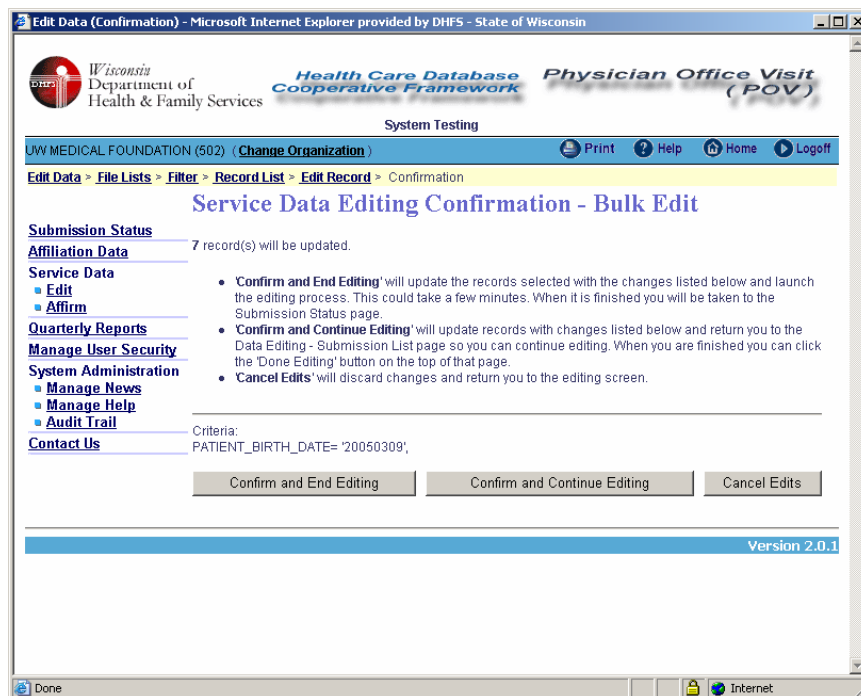 Edit Data (Confirmation) - Microsoft Internet Explorer provided by DHFS - State of Wisconsin
DHFS
Wisconsin
Department of
Health & Family Services
Health Care Database
Cooperative Framework
Physician Office Visit
(POV)
System Testing
UW MEDICAL FOUNDATION (502) ( Change Organization )
Print
Help
Home
Logoff
Edit Data > File Lists > Filter > Record List > Edit Record > Confirmation
Service Data Editing Confirmation - Bulk Edit
Submission Status
Affiliation Data
Service Data
Edit
Affirm
Quarterly Reports
Manage User Security
System Administration
Manage News
Manage Help
Audit Trail
Contact Us
7 record(s) will be updated.
'Confirm and End Editing' will update the records selected with the changes listed below and launch
the editing process. This could take a few minutes. When it is finished you will be taken to the
Submission Status page.
'Confirm and Continue Editing' will update records with changes listed below and return you to the
Data Editing - Submission List page so you can continue editing. When you are finished you can click
the 'Done Editing' button on the top of that page.
'Cancel Edits' will discard changes and return you to the editing screen.
Criteria:
PATIENT_BIRTH_DATE= '20050309',
Confirm and End Editing
Confirm and Continue Editing
Cancel Edits
Version 2.0.1
Done
Internet